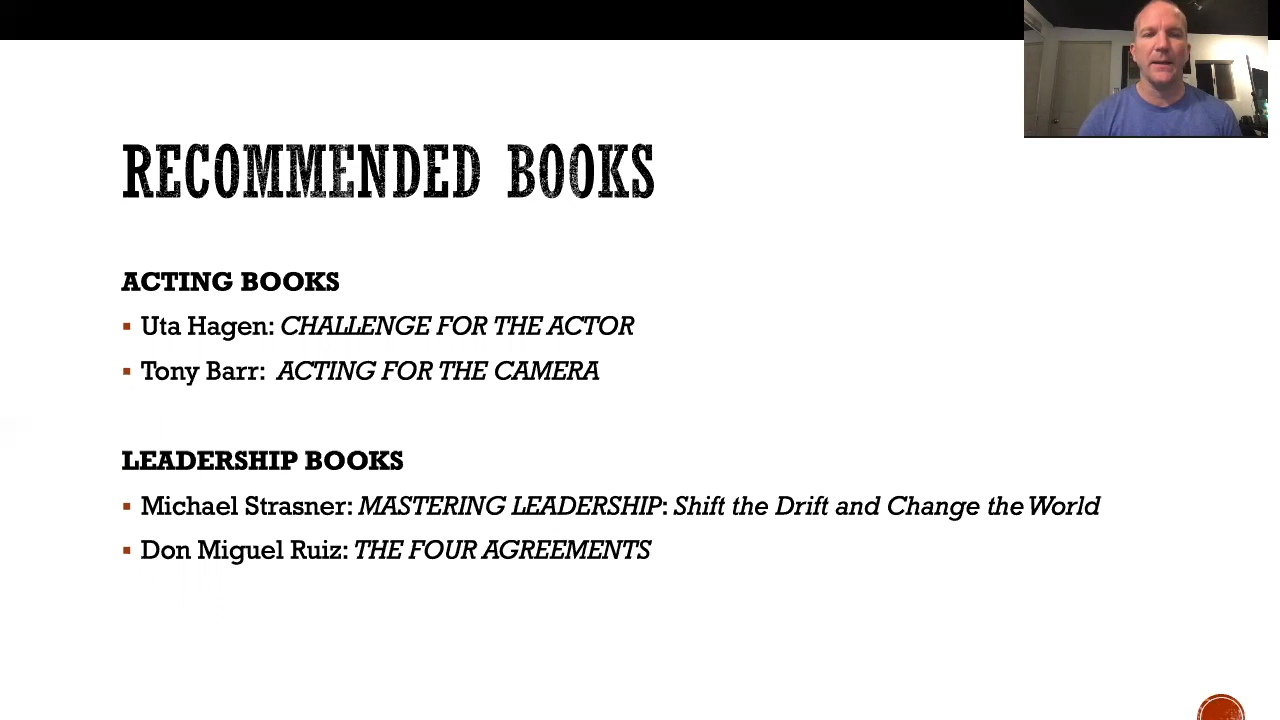 RECOMMENDED BOOKS
ACTING BOOKS
▪ Uta Hagen: CHALLENGE FOR THE ACTOR
▪ Tony Barr: ACTING FOR THE CAMERA
LEADERSHIP BOOKS
▪ Michael Strasner: MASTERING LEADERSHIP: Shift the Drift and Change the World
▪ Don Miguel Ruiz: THE FOUR AGREEMENTS